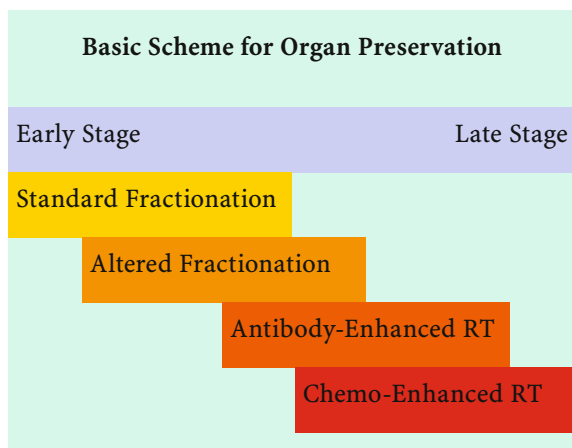 Basic Scheme for Organ Preservation
Early Stage Late Stage
Standard Fractionation
Altered Fractionation
Antibody-Enhanced RT
Chemo-Enhanced RT